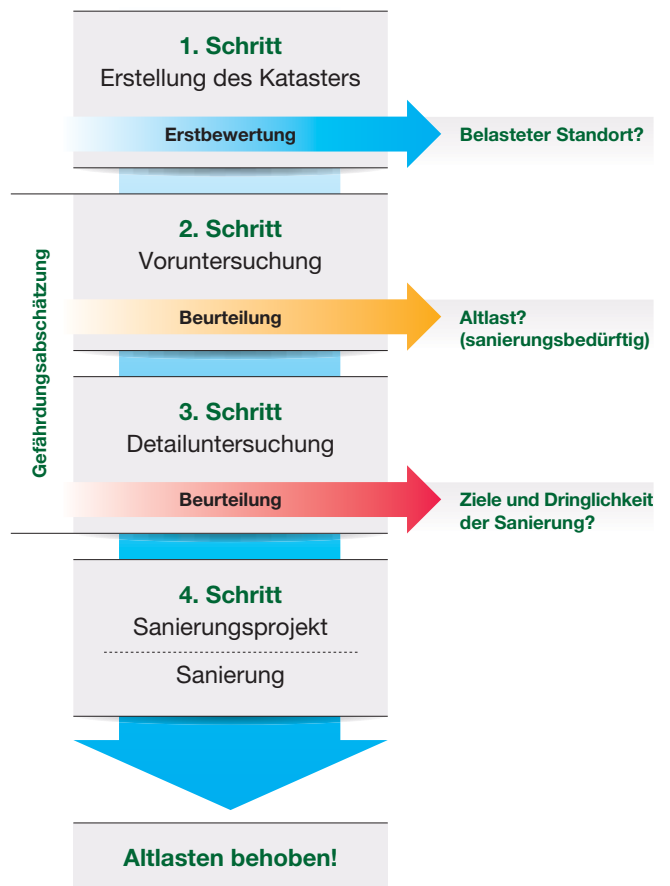 1. Schritt
Erstellung des Katasters
Erstbewertung
Belasteter Standort?
Gefährdungsabschätzung
2. Schritt
Voruntersuchung
Beurteilung
Altlast?
(sanierungsbedürftig)
3. Schritt
Detailuntersuchung
Beurteilung
Ziele und Dringlichkeit
der Sanierung?
4. Schritt
Sanierungsprojekt
Sanierung
Altlasten behoben!